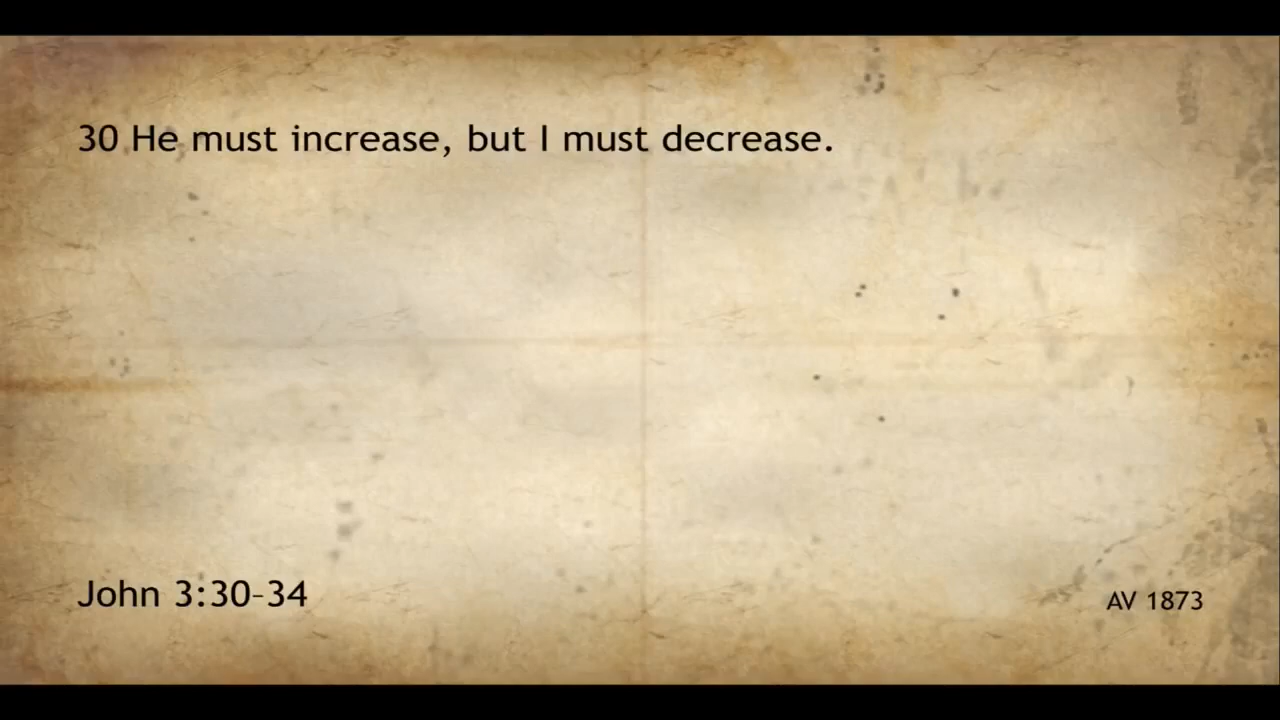 30 He must increase, but I must decrease.
John 3:30-34
AV 1873